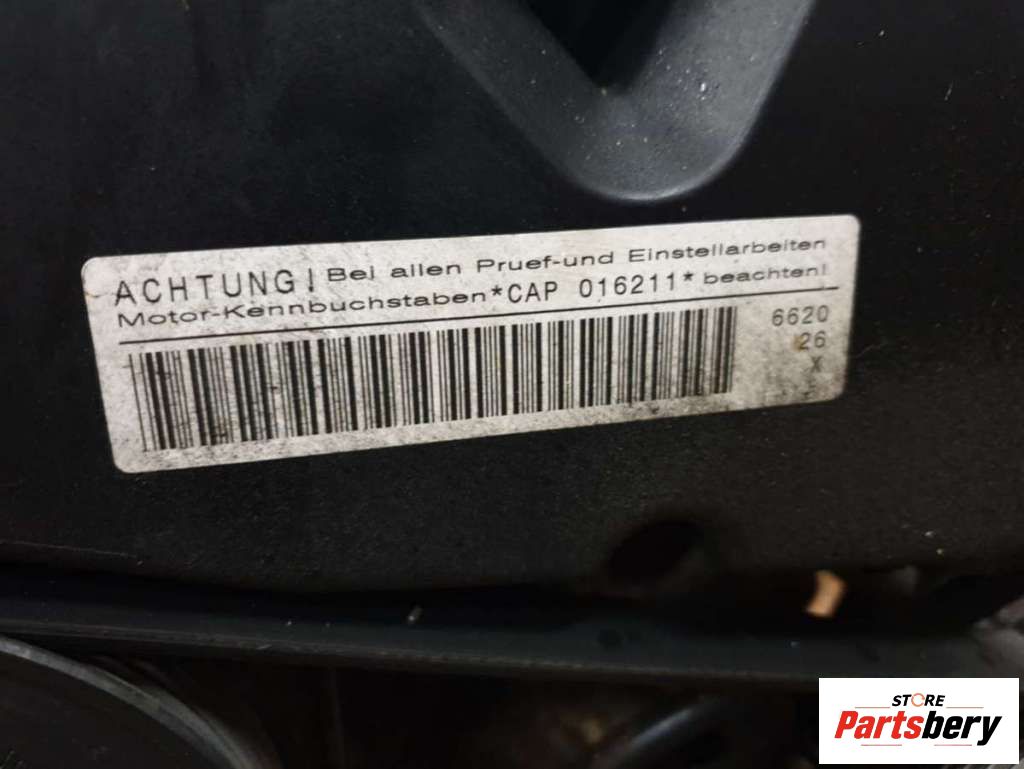 ACHTUNG! Bei allen Pruef-und Einstellarbeiten
Motor-Kennbuchstaben *CAP 016211* beachten!
6620
26
X
STORE
Partsbery